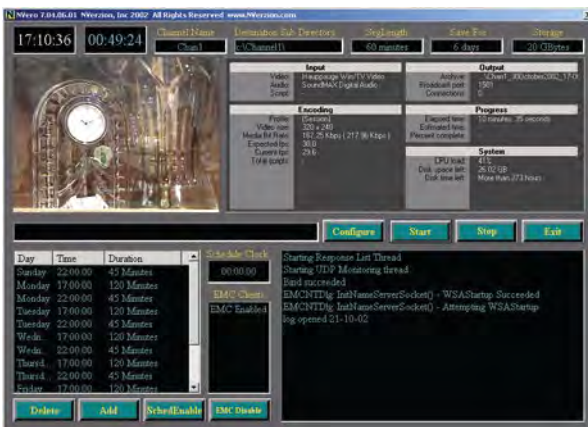 NVero 7.04.06.01 NVerzion, Inc 2002 All Rights Reserved www.NVerzion.com
17:10:36 00:49:24
Channel Name Destination Sub Directory Seg Length Save For Storage
Chan1 c:\Channel1\ 60 minutes 6 days 20 GBytes
Input
Video: Hauppauge WinTV Video
Audio: SoundMAX Digital Audio
Script:
Encoding
Profile: (Session)
Video size: 320 x 240
Media Bit Rate:
Expected fps: 30.0
Current fps: 29.6
Total scripts:
Output
Archive:
Broadcast port: 1501
Connections: 0
Progress
Elapsed time: 10 minutes, 35 seconds
Estimated time:
Percent complete:
System
CPU load: 41%
Disk space left: 26.02 GB
Disk time left: More than 273 hours
Configure Start Stop Exit
Day Time Duration
Sunday 22:00:00 45 Minutes
Monday 17:00:00 120 Minutes
Monday 22:00:00 45 Minutes
Tuesday 17:00:00 120 Minutes
Tuesday 22:00:00 45 Minutes
Wedn... 17:00:00 120 Minutes
Wedn... 22:00:00 45 Minutes
Thursd... 17:00:00 120 Minutes
Thursd... 22:00:00 45 Minutes
Friday 17:00:00 120 Minutes
Schedule Clock
00:00:00
EMC Clients
EMC Enabled
Starting Response List Thread
Starting UDP Monitoring thread
Bind succeeded
EMCNTDlg InitNameServerSocket() - WSAStartup Succeeded
EMCNTDlg InitNameServerSocket() - Attempting WSAStartup
log opened 21-10-02
Delete Add SchedEnable EMC Disable